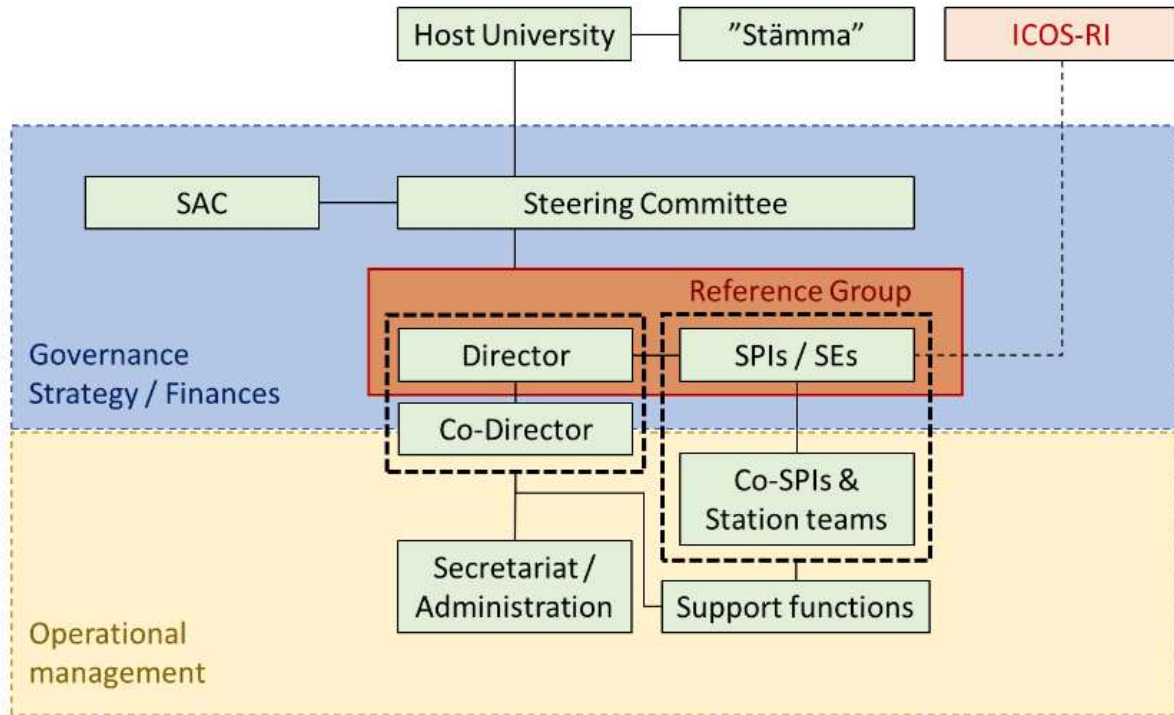 Host University
”Stämma”
ICOS-RI
SAC
Steering Committee
Reference Group
Director
SPIs / SEs
Governance
Strategy / Finances
Co-Director
Co-SPIs &
Station teams
Secretariat /
Administration
Support functions
Operational
management